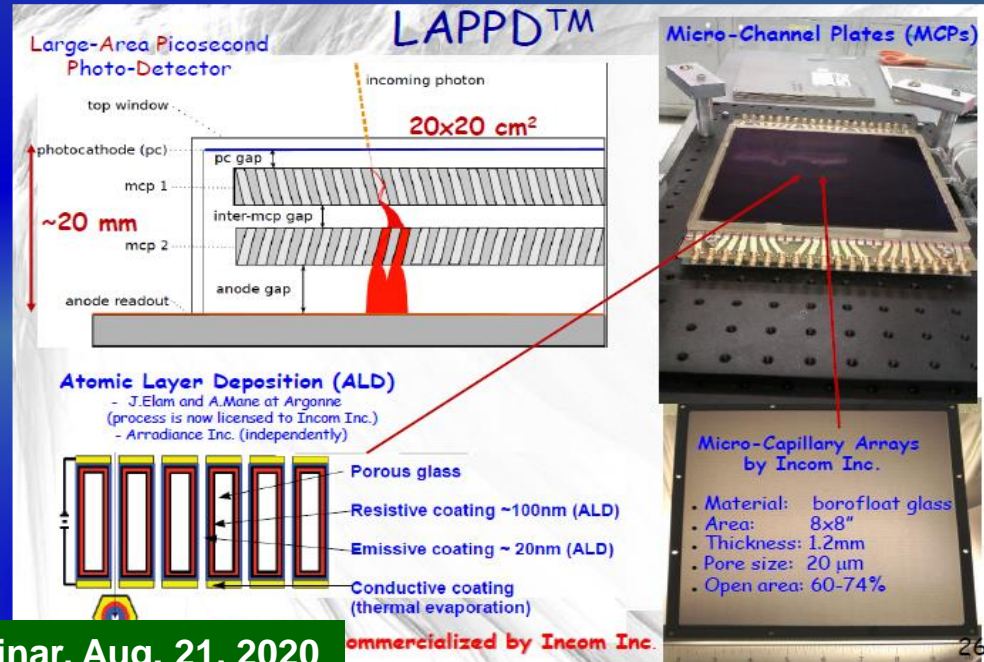 LAPPD™
Large-Area Picosecond
Photo-Detector
incoming photon
top window
20x20 cm²
photocathode (pc)
pc gap
mcp 1
inter-mcp gap
~20 mm
mcp 2
anode gap
anode readout
Micro-Channel Plates (MCPs)
Atomic Layer Deposition (ALD)
- J.Elam and A.Mane at Argonne
(process is now licensed to Incom Inc.)
- Arradiance Inc. (independently)
Porous glass
Resistive coating ~100nm (ALD)
Emissive coating ~ 20nm (ALD)
Conductive coating
(thermal evaporation)
Micro-Capillary Arrays
by Incom Inc.
. Material: borofloat glass
. Area: 8x8"
. Thickness: 1.2mm
. Pore size: 20 μm
. Open area: 60-74%
inar, Aug. 21, 2020
ommercialized by Incom Inc.
26